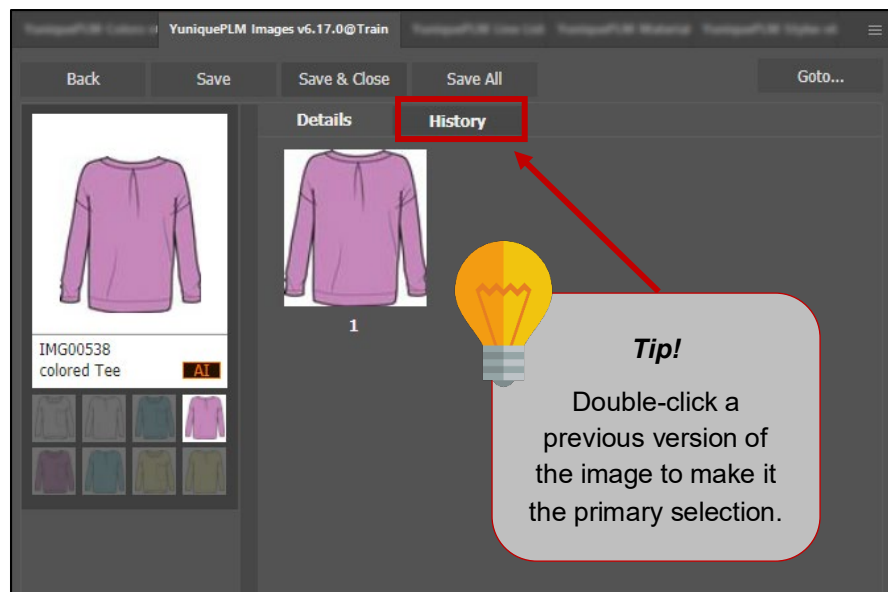 YuniquePLM Images v6.17.0@Train
Back Save Save & Close Save All Goto...
Details History
1
IMG00538
colored Tee AI
Tip!
Double-click a
previous version of
the image to make it
the primary selection.